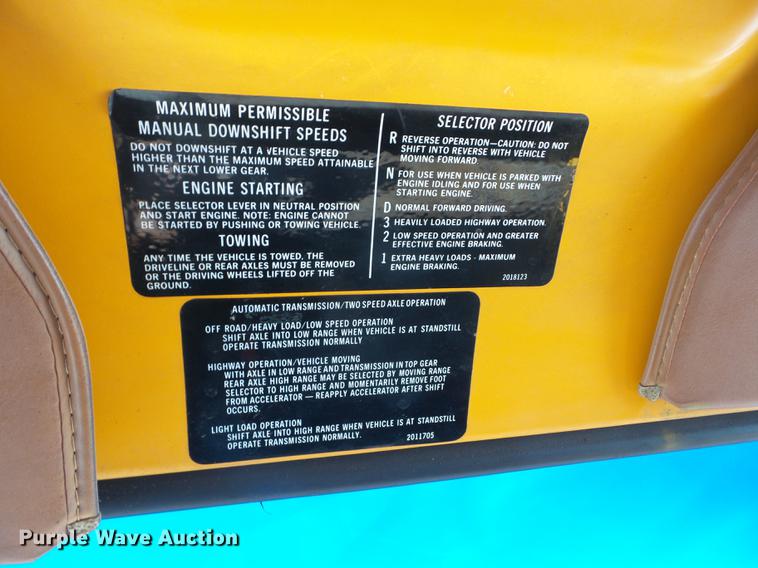 MAXIMUM PERMISSIBLE
MANUAL DOWNSHIFT SPEEDS
DO NOT DOWNSHIFT AT A VEHICLE SPEED
HIGHER THAN THE MAXIMUM SPEED ATTAINABLE
IN THE NEXT LOWER GEAR.
ENGINE STARTING
PLACE SELECTOR LEVER IN NEUTRAL POSITION
AND START ENGINE. NOTE: ENGINE CANNOT
BE STARTED BY PUSHING OR TOWING VEHICLE.
TOWING
ANY TIME THE VEHICLE IS TOWED, THE
DRIVELINE OR REAR AXLES MUST BE REMOVED
OR THE DRIVING WHEELS LIFTED OFF THE
GROUND.
SELECTOR POSITION
R REVERSE OPERATION—CAUTION: DO NOT
SHIFT INTO REVERSE WITH VEHICLE
MOVING FORWARD.
N FOR USE WHEN VEHICLE IS PARKED WITH
ENGINE IDLING AND FOR USE WHEN
STARTING ENGINE.
D NORMAL FORWARD DRIVING.
3 HEAVILY LOADED HIGHWAY OPERATION.
2 LOW SPEED OPERATION AND GREATER
EFFECTIVE ENGINE BRAKING.
1 EXTRA HEAVY LOADS - MAXIMUM
ENGINE BRAKING.
2018123
AUTOMATIC TRANSMISSION/TWO SPEED AXLE OPERATION
OFF ROAD/HEAVY LOAD/LOW SPEED OPERATION
SHIFT AXLE INTO LOW RANGE WHEN VEHICLE IS AT STANDSTILL
OPERATE TRANSMISSION NORMALLY
HIGHWAY OPERATION/VEHICLE MOVING
WITH AXLE IN LOW RANGE AND TRANSMISSION IN TOP GEAR
REAR AXLE HIGH RANGE MAY BE SELECTED BY MOVING RANGE
SELECTOR TO HIGH RANGE AND MOMENTARILY REMOVE FOOT
FROM ACCELERATOR — REAPPLY ACCELERATOR AFTER SHIFT
OCCURS.
LIGHT LOAD OPERATION
SHIFT AXLE INTO HIGH RANGE WHEN VEHICLE IS AT STANDSTILL
OPERATE TRANSMISSION NORMALLY.
2011705
Purple Wave Auction